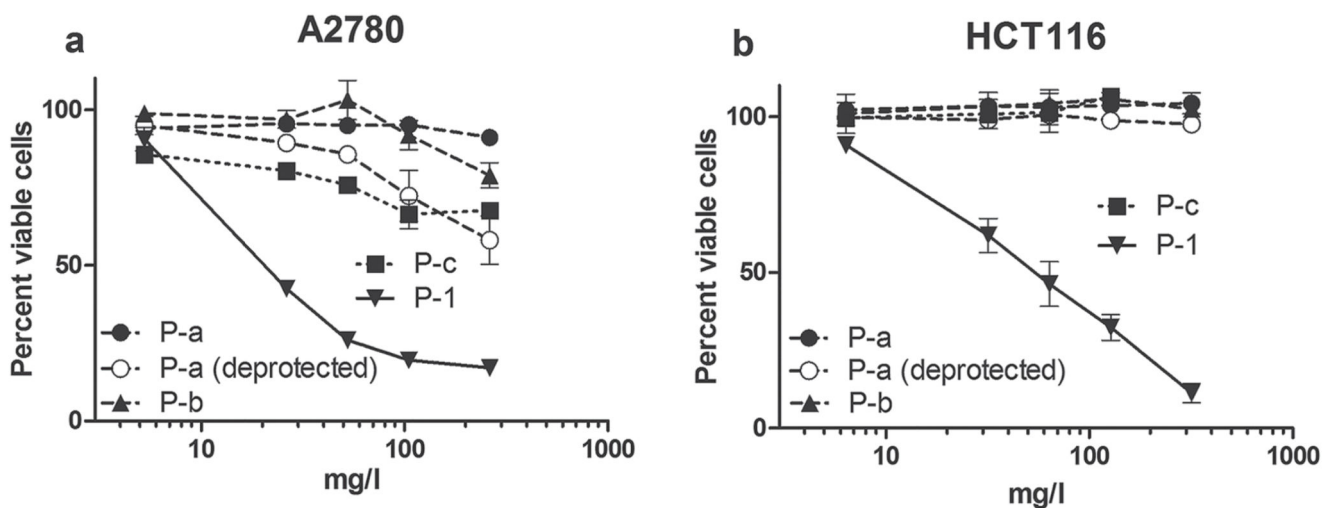 a
A2780
Percent viable cells
100
50
0
P-c
P-1
P-a
P-a (deprotected)
P-b
10
100
1000
mg/l
b
HCT116
Percent viable cells
100
50
0
P-c
P-1
P-a
P-a (deprotected)
P-b
10
100
1000
mg/l